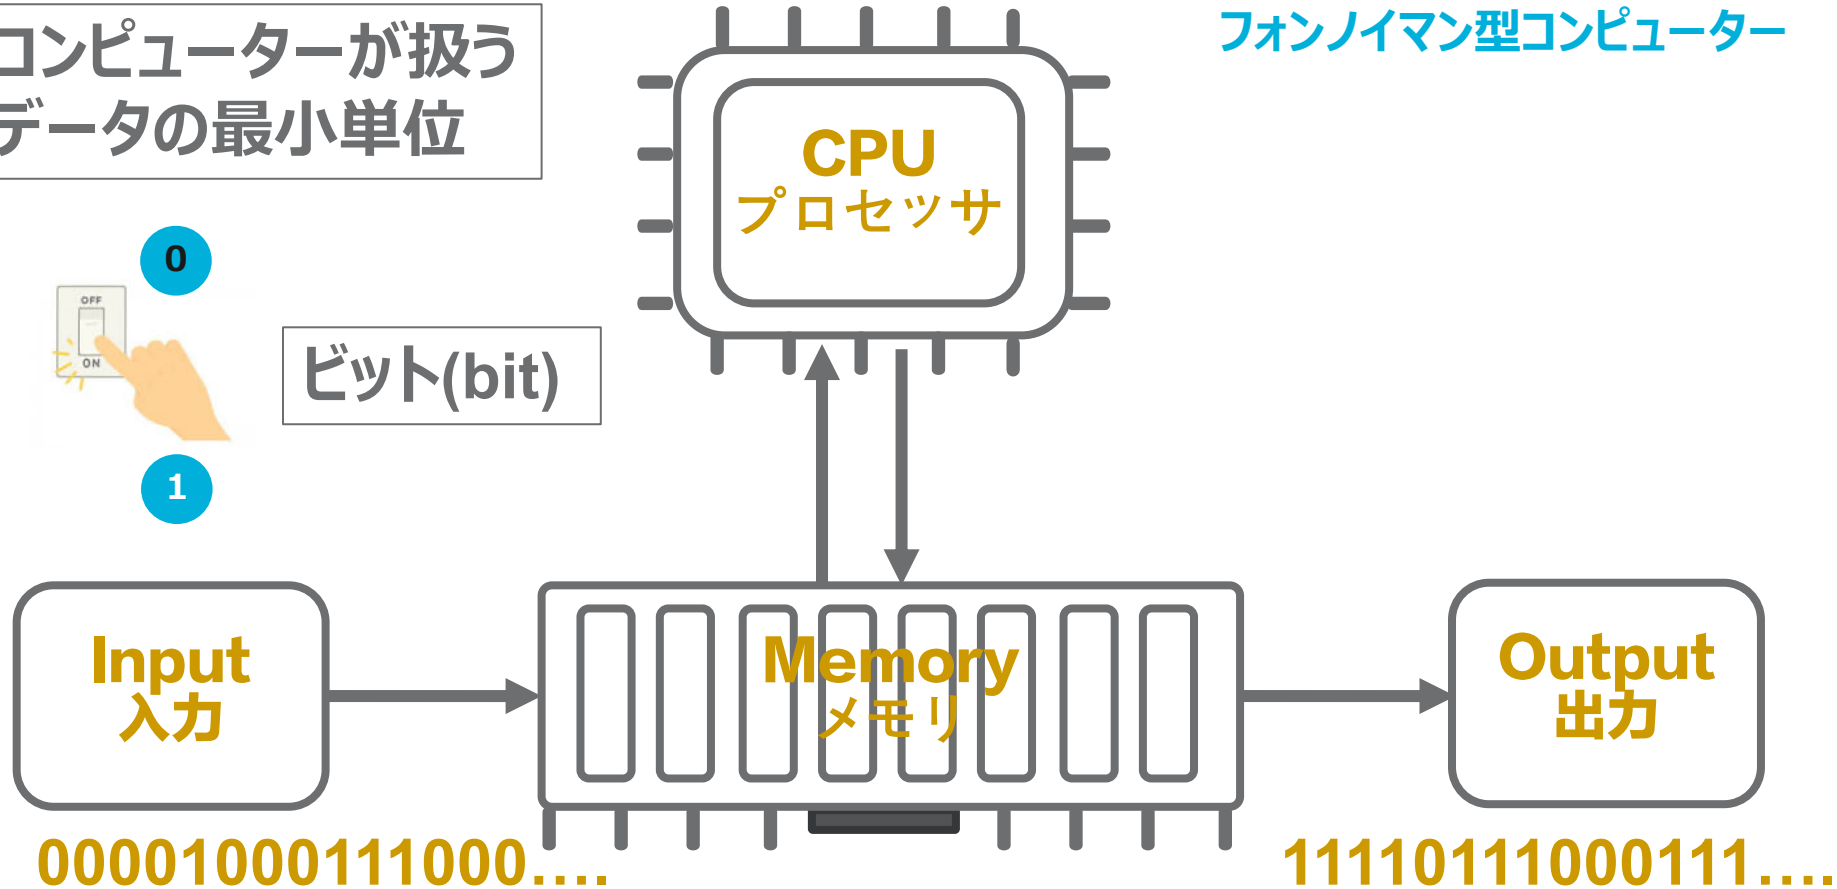 コンピューターが扱う
データの最小単位
フォンノイマン型コンピューター
CPU
プロセッサ
0
OFF
ON
ビット(bit)
1
Input
入力
Memory
メモリ
Output
出力
00001000111000....
11110111000111....